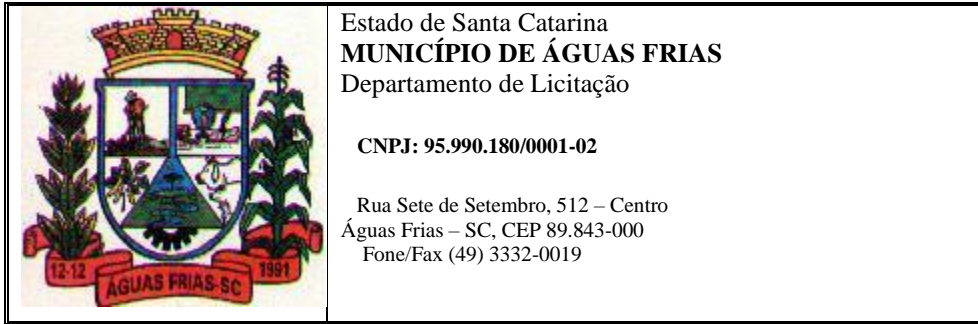 12-12
ÁGUAS FRIAS-SC
1991
Estado de Santa Catarina
MUNICÍPIO DE ÁGUAS FRIAS
Departamento de Licitação
CNPJ: 95.990.180/0001-02
Rua Sete de Setembro, 512 – Centro
Águas Frias – SC, CEP 89.843-000
Fone/Fax (49) 3332-0019